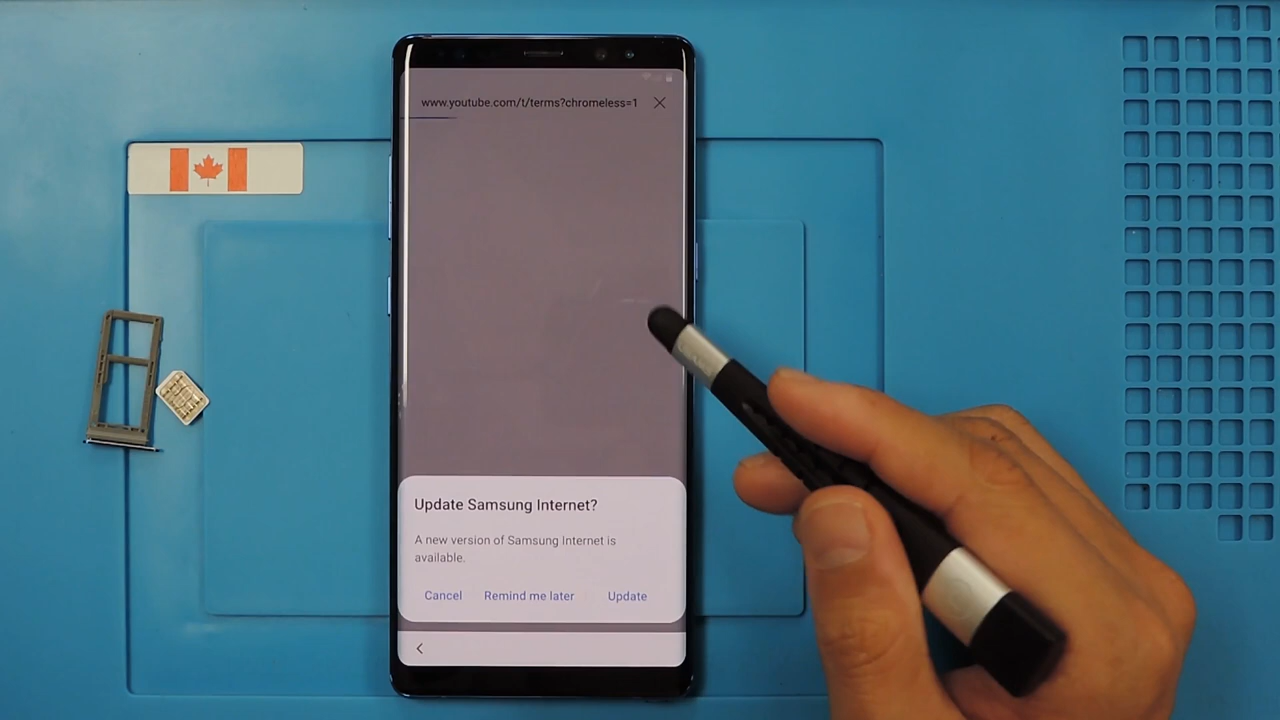 www.youtube.com/t/terms?chromeless=1
Update Samsung Internet?
A new version of Samsung Internet is
available.
Cancel Remind me later Update